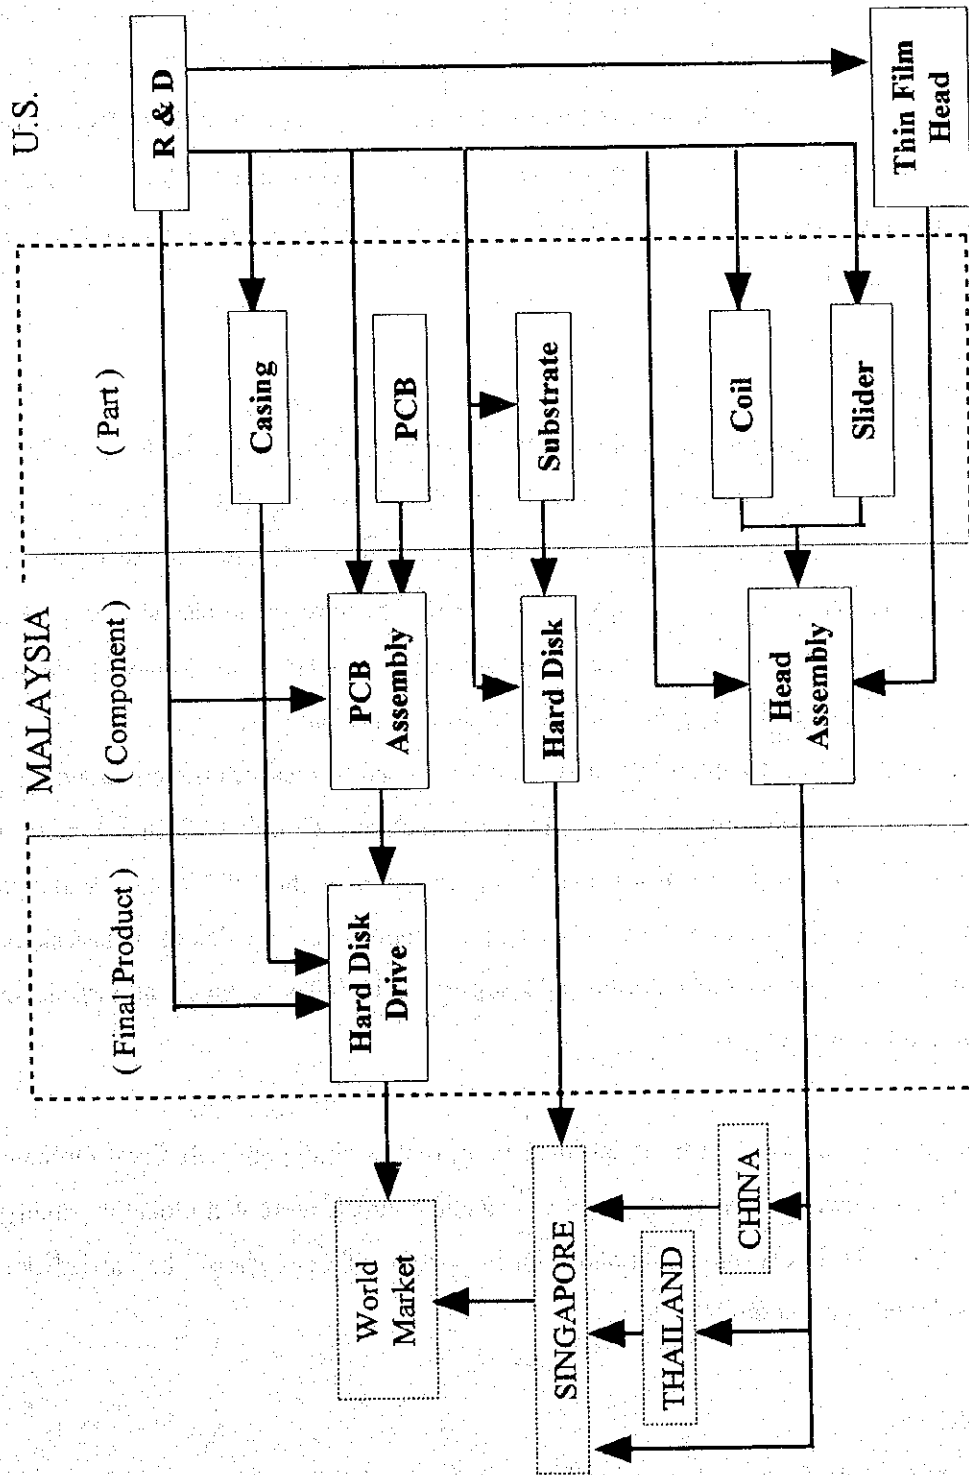 MALAYSIA
U.S.
( Final Product )
( Component )
( Part )
R & D
Casing
World
Market
Hard Disk
Drive
PCB
Assembly
PCB
SINGAPORE
Hard Disk
Substrate
THAILAND
CHINA
Head
Assembly
Coil
Slider
Thin Film
Head